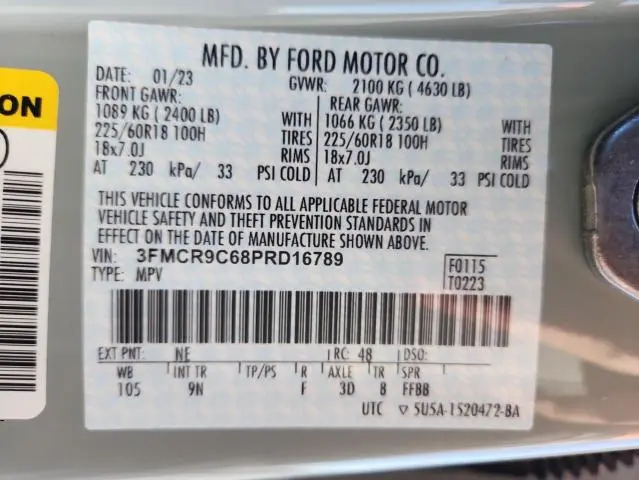 ON
MFD. BY FORD MOTOR CO.
DATE: 01/23 GVWR: 2100 KG ( 4630 LB)
FRONT GAWR: REAR GAWR:
1089 KG ( 2400 LB) WITH 1066 KG ( 2350 LB) WITH
225/60R18 100H TIRES 225/60R18 100H TIRES
18x7.0J RIMS 18x7.0J RIMS
AT 230 kPa/ 33 PSI COLD AT 230 kPa/ 33 PSI COLD
THIS VEHICLE CONFORMS TO ALL APPLICABLE FEDERAL MOTOR
VEHICLE SAFETY AND THEFT PREVENTION STANDARDS IN
EFFECT ON THE DATE OF MANUFACTURE SHOWN ABOVE.
VIN: 3FMCR9C68PRD16789 F0115
TYPE: MPV T0223
EXT PNT: NE RC: 48 DSO:
WB INT TR TP/PS R AXLE TR SPR
105 9N F 3D 8 FFBB
UTC ▽ 5U5A-1520472-BA